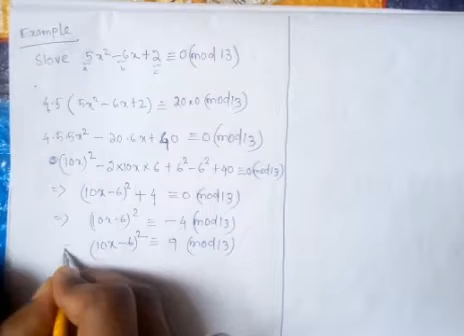 Example
Slove 5x² - 6x + 2 ≡ 0 (mod 13)
a b c
4.5 (5x² - 6x + 2) ≡ 20×0 (mod 13)
4.5.5x² - 20.6x + 40 ≡ 0 (mod 13)
(10x)² - 2×10x×6 + 6² - 6² + 40 ≡ 0 (mod 13)
=> (10x-6)² + 4 ≡ 0 (mod 13)
=> (10x-6)² ≡ -4 (mod 13)
(10x-6)² ≡ 9 (mod 13)